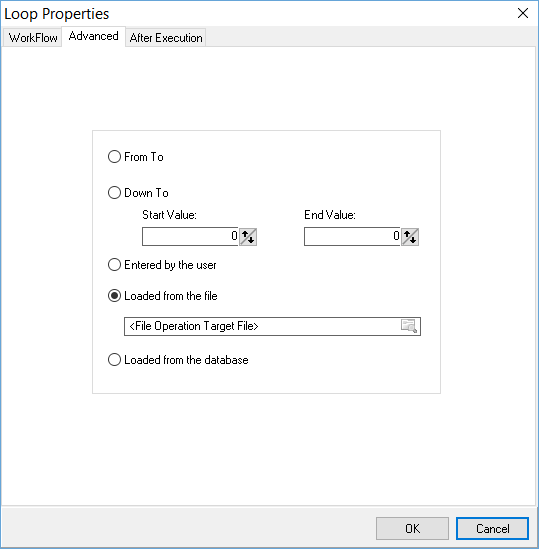 Loop Properties
WorkFlow Advanced After Execution
From To
Down To
Start Value: End Value:
0 0
Entered by the user
Loaded from the file
<File Operation Target File>
Loaded from the database
OK Cancel